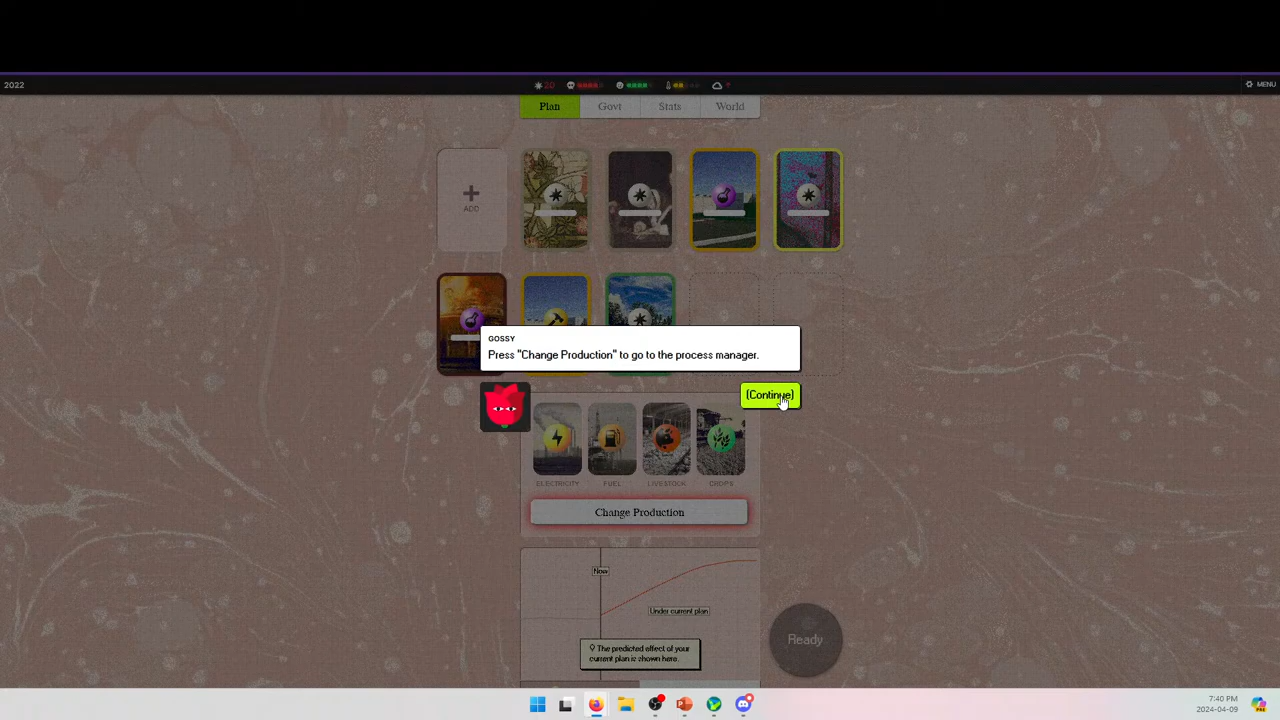 2022
20
MENU
Plan
Govt
Stats
World
ADD
GOSSY
Press "Change Production" to go to the process manager.
(Continue)
ELECTRICITY
FUEL
LIVESTOCK
CROPS
Change Production
Now
Under current plan
The predicted effect of your
current plan is shown here.
Ready
7:40 PM
2024-04-09